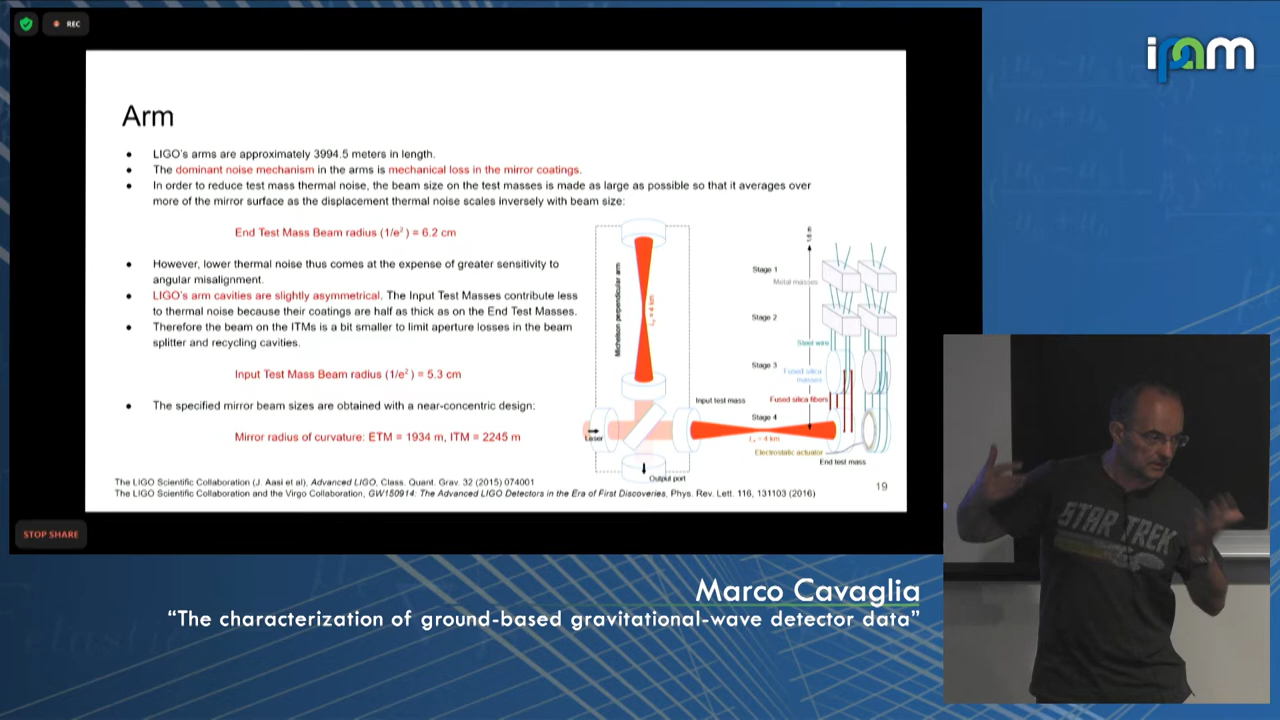 REC
ipam
Arm
LIGO's arms are approximately 3994.5 meters in length.
The dominant noise mechanism in the arms is mechanical loss in the mirror coatings.
In order to reduce test mass thermal noise, the beam size on the test masses is made as large as possible so that it averages over
more of the mirror surface as the displacement thermal noise scales inversely with beam size:
End Test Mass Beam radius (1/e²) = 6.2 cm
However, lower thermal noise thus comes at the expense of greater sensitivity to
angular misalignment.
LIGO's arm cavities are slightly asymmetrical. The Input Test Masses contribute less
to thermal noise because their coatings are half as thick as on the End Test Masses.
Therefore the beam on the ITMs is a bit smaller to limit aperture losses in the beam
splitter and recycling cavities.
Input Test Mass Beam radius (1/e²) = 5.3 cm
The specified mirror beam sizes are obtained with a near-concentric design:
Mirror radius of curvature: ETM = 1934 m, ITM = 2245 m
Michelson perpendicular arm
Stage 1
Metal masses
Stage 2
Steel wire
Stage 3
Fused silica
masses
Input test mass
Fused silica fibers
Stage 4
Laser
Electrostatic actuator
End test mass
Output port
The LIGO Scientific Collaboration (J. Aasi et al), Advanced LIGO, Class. Quant. Grav. 32 (2015) 074001
The LIGO Scientific Collaboration and the Virgo Collaboration, GW150914: The Advanced LIGO Detectors in the Era of First Discoveries, Phys. Rev. Lett. 116, 131103 (2016)
19
STOP SHARE
STAR TREK
Marco Cavaglia
“The characterization of ground-based gravitational-wave detector data”